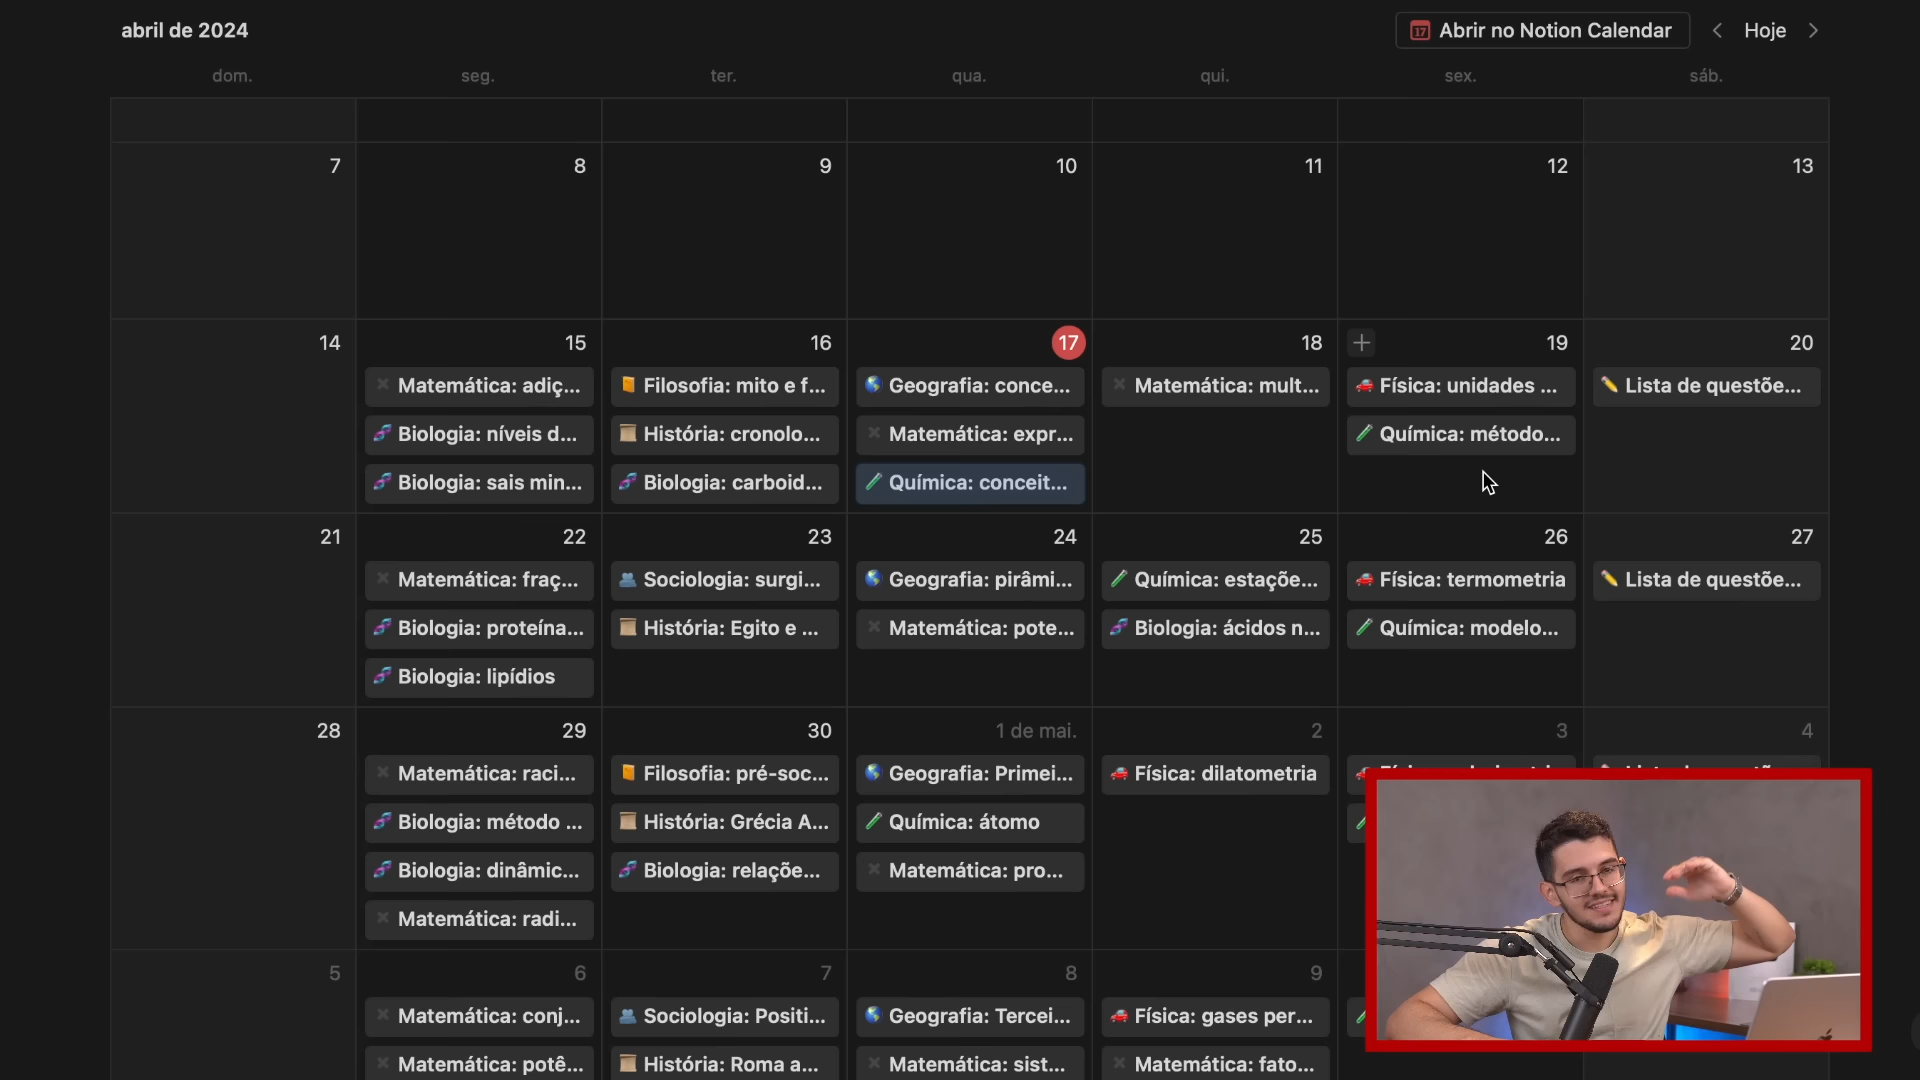 abril de 2024
17 Abrir no Notion Calendar
Hoje
dom. seg. ter. qua. qui. sex. sáb.
7 8 9 10 11 12 13
14 15 16 17 18 19 20
Matemática: adiç... Filosofia: mito e f... Geografia: conce... Matemática: mult... Física: unidades ... Lista de questõe...
Biologia: níveis d... História: cronolo... Matemática: expr... Química: método...
Biologia: sais min... Biologia: carboid... Química: conceit...
21 22 23 24 25 26 27
Matemática: fraç... Sociologia: surgi... Geografia: pirâmi... Química: estaçõe... Física: termometria Lista de questõe...
Biologia: proteína... História: Egito e ... Matemática: pote... Biologia: ácidos n... Química: modelo...
Biologia: lipídios
28 29 30 1 de mai. 2 3 4
Matemática: raci... Filosofia: pré-soc... Geografia: Primei... Física: dilatometria
Biologia: método ... História: Grécia A... Química: átomo
Biologia: dinâmic... Biologia: relaçõe... Matemática: pro...
Matemática: radi...
5 6 7 8 9
Matemática: conj... Sociologia: Positi... Geografia: Tercei... Física: gases per...
Matemática: potê... História: Roma a... Matemática: sist... Matemática: fato...